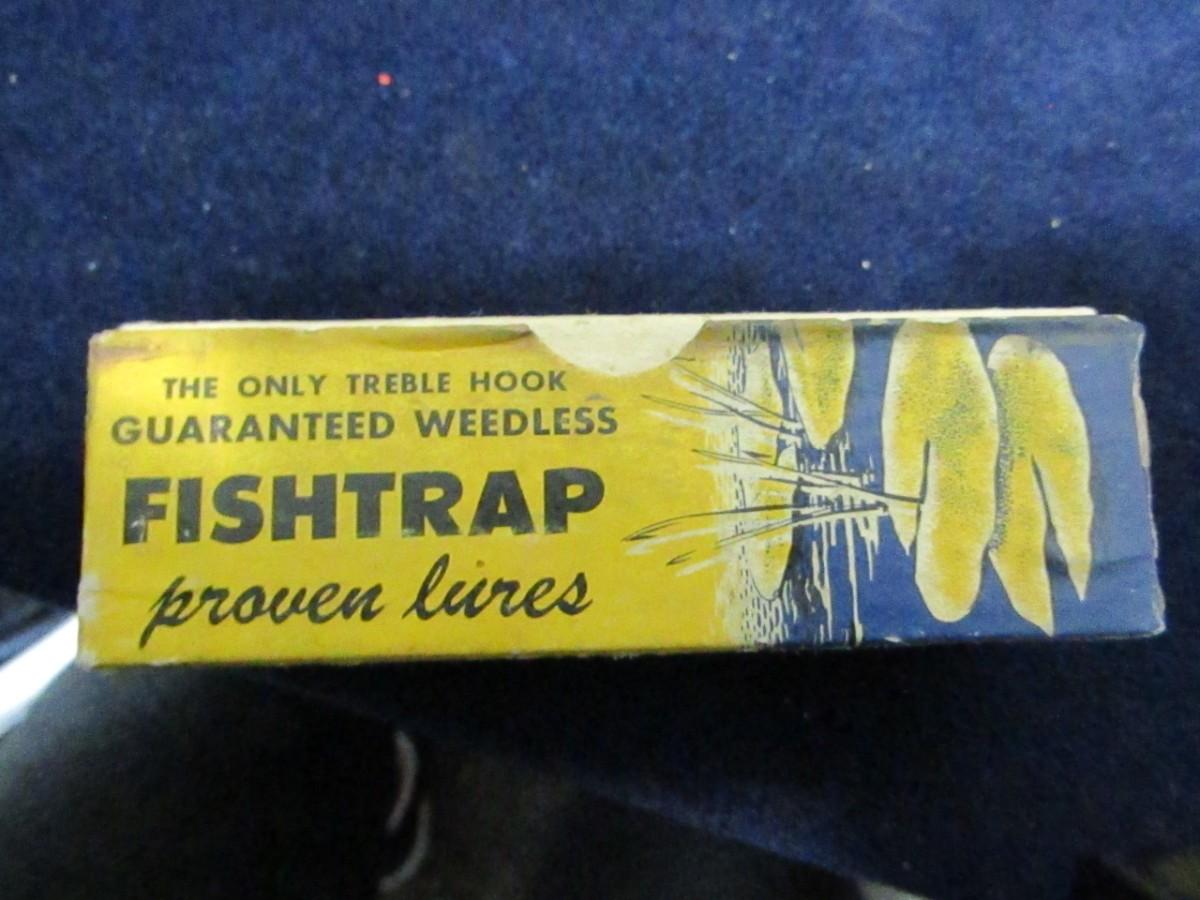 THE ONLY TREBLE HOOK
GUARANTEED WEEDLESS
FISHTRAP
proven lures